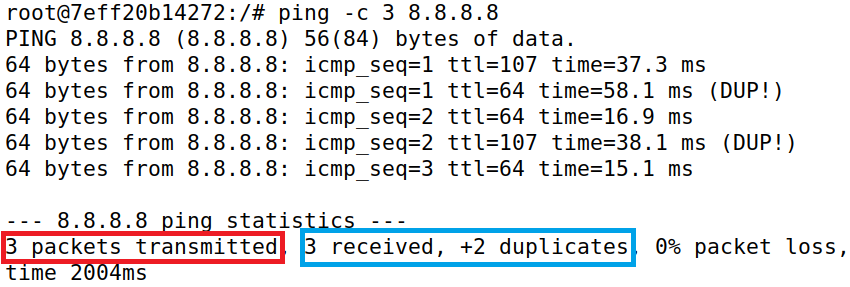 root@7eff20b14272:/# ping -c 3 8.8.8.8
PING 8.8.8.8 (8.8.8.8) 56(84) bytes of data.
64 bytes from 8.8.8.8: icmp_seq=1 ttl=107 time=37.3 ms
64 bytes from 8.8.8.8: icmp_seq=1 ttl=64 time=58.1 ms (DUP!)
64 bytes from 8.8.8.8: icmp_seq=2 ttl=64 time=16.9 ms
64 bytes from 8.8.8.8: icmp_seq=2 ttl=107 time=38.1 ms (DUP!)
64 bytes from 8.8.8.8: icmp_seq=3 ttl=64 time=15.1 ms

--- 8.8.8.8 ping statistics ---
3 packets transmitted, 3 received, +2 duplicates, 0% packet loss,
time 2004ms